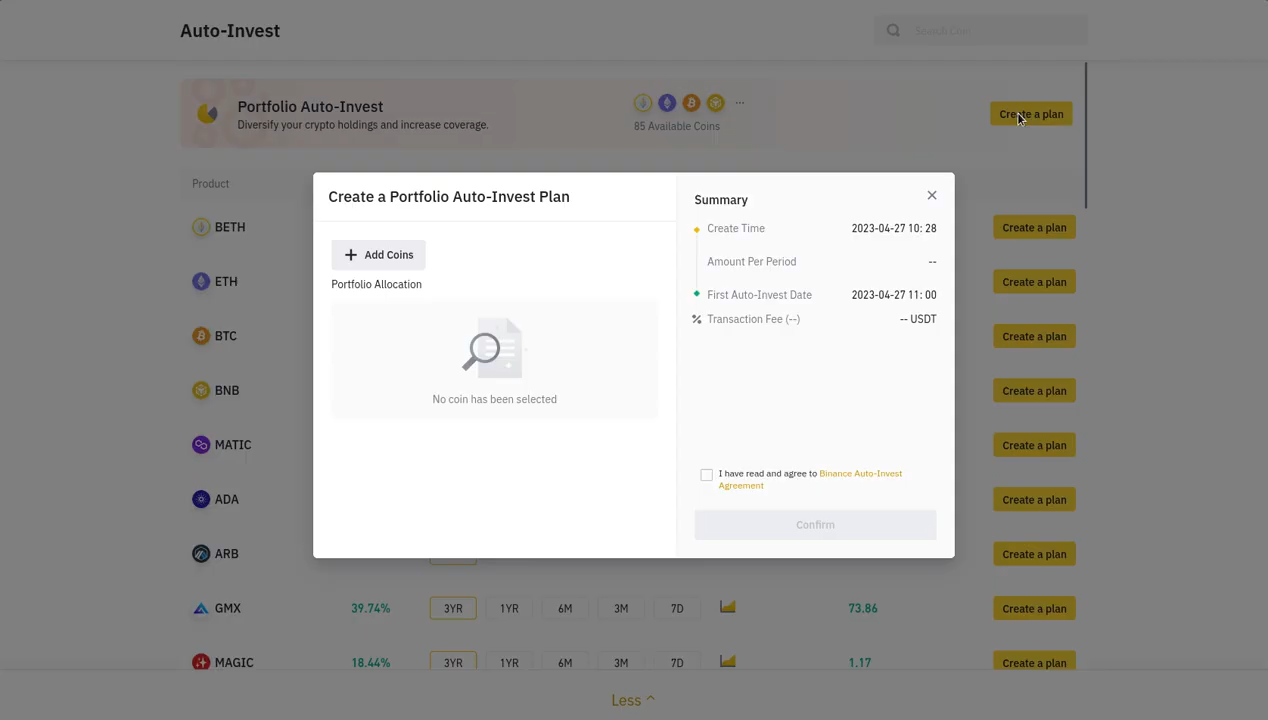 Auto-Invest
Search Coin
Portfolio Auto-Invest
Diversify your crypto holdings and increase coverage.
85 Available Coins
Create a plan
Product
Create a Portfolio Auto-Invest Plan
Add Coins
Portfolio Allocation
No coin has been selected
Summary
Create Time 2023-04-27 10: 28
Amount Per Period --
First Auto-Invest Date 2023-04-27 11: 00
Transaction Fee (--) -- USDT
I have read and agree to Binance Auto-Invest
Agreement
Confirm
BETH Create a plan
ETH Create a plan
BTC Create a plan
BNB Create a plan
MATIC Create a plan
ADA Create a plan
ARB Create a plan
GMX 39.74% 3YR 1YR 6M 3M 7D 73.86 Create a plan
MAGIC 18.44% 3YR 1YR 6M 3M 7D 1.17 Create a plan
Less